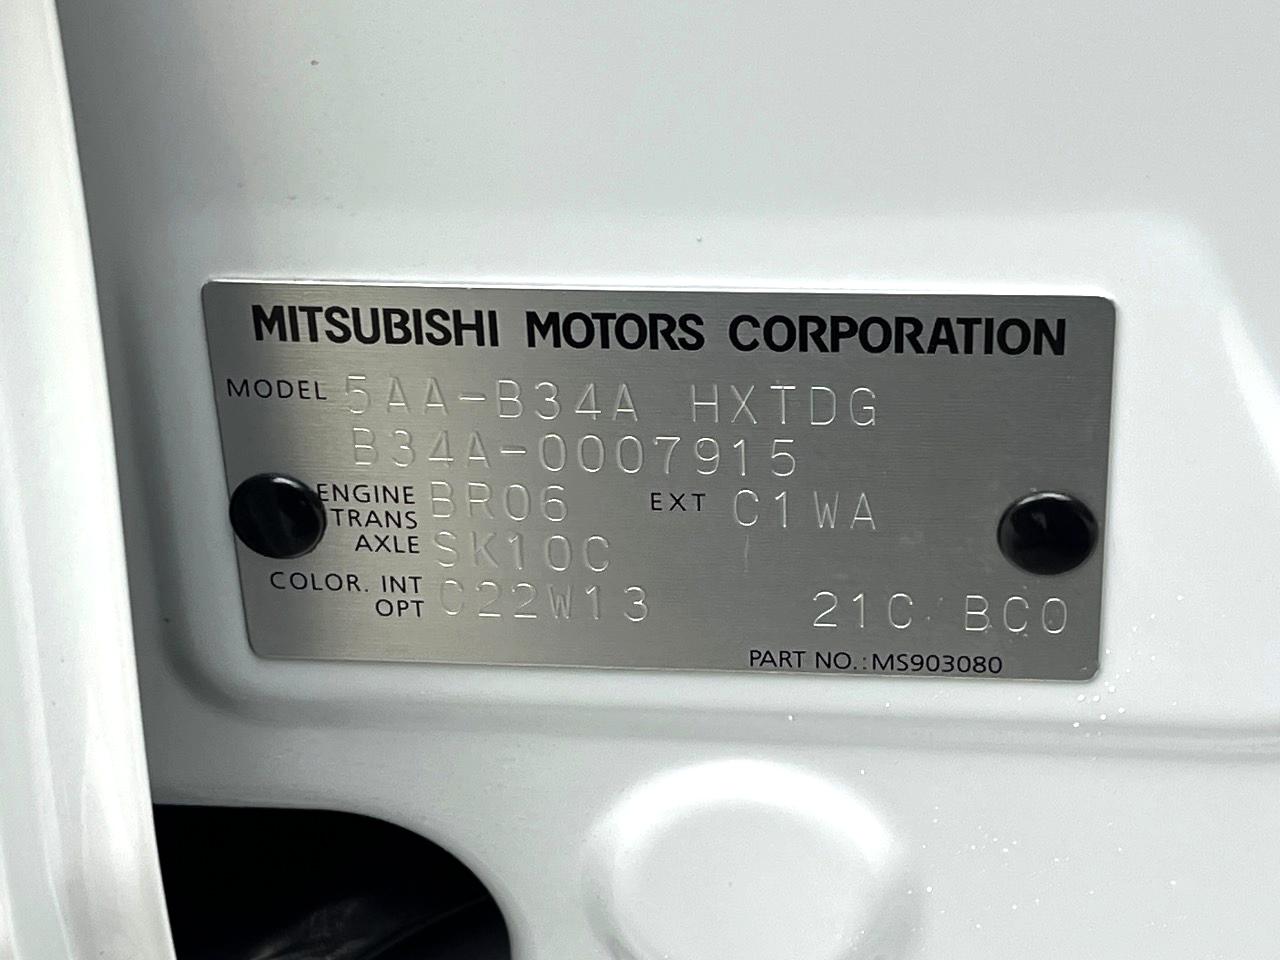 MITSUBISHI MOTORS CORPORATION
MODEL 5AA-B34A HXTDG
B34A-0007915
ENGINE BR06 EXT C1WA
TRANS
AXLE SK10C
COLOR. INT C22W13
OPT 21C BC0
PART NO.: MS903080